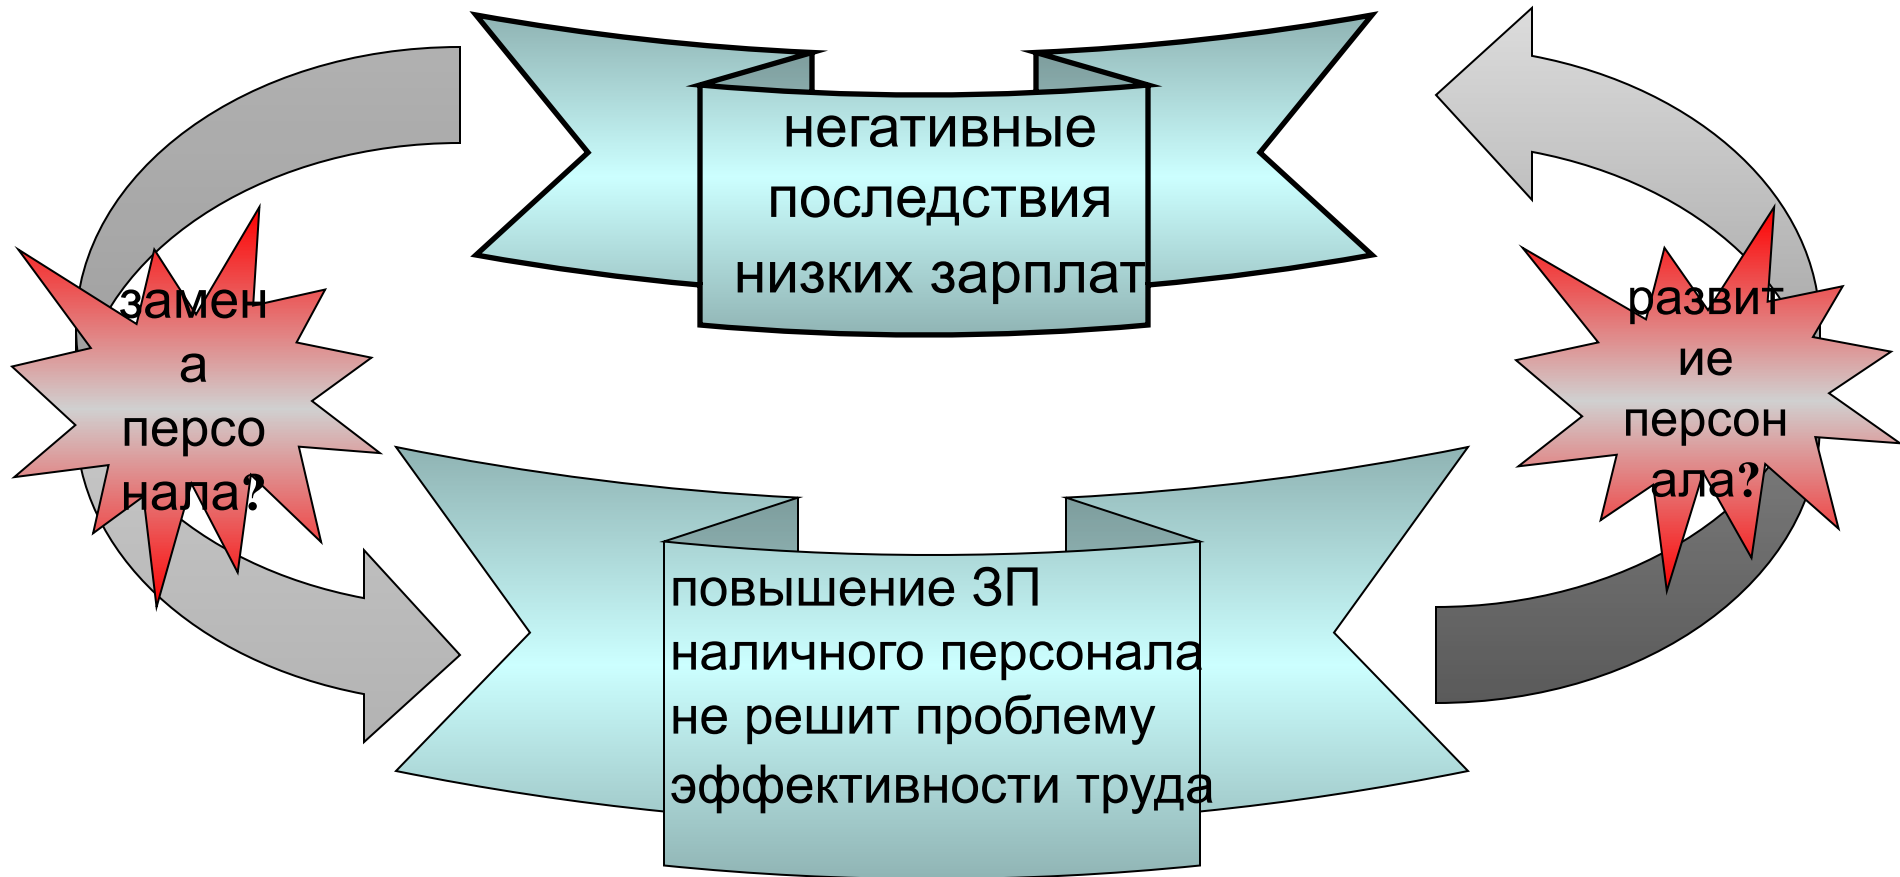 негативные
последствия
низких зарплат
замен
а
персо
нала?
развит
ие
персон
ала?
повышение ЗП
наличного персонала
не решит проблему
эффективности труда